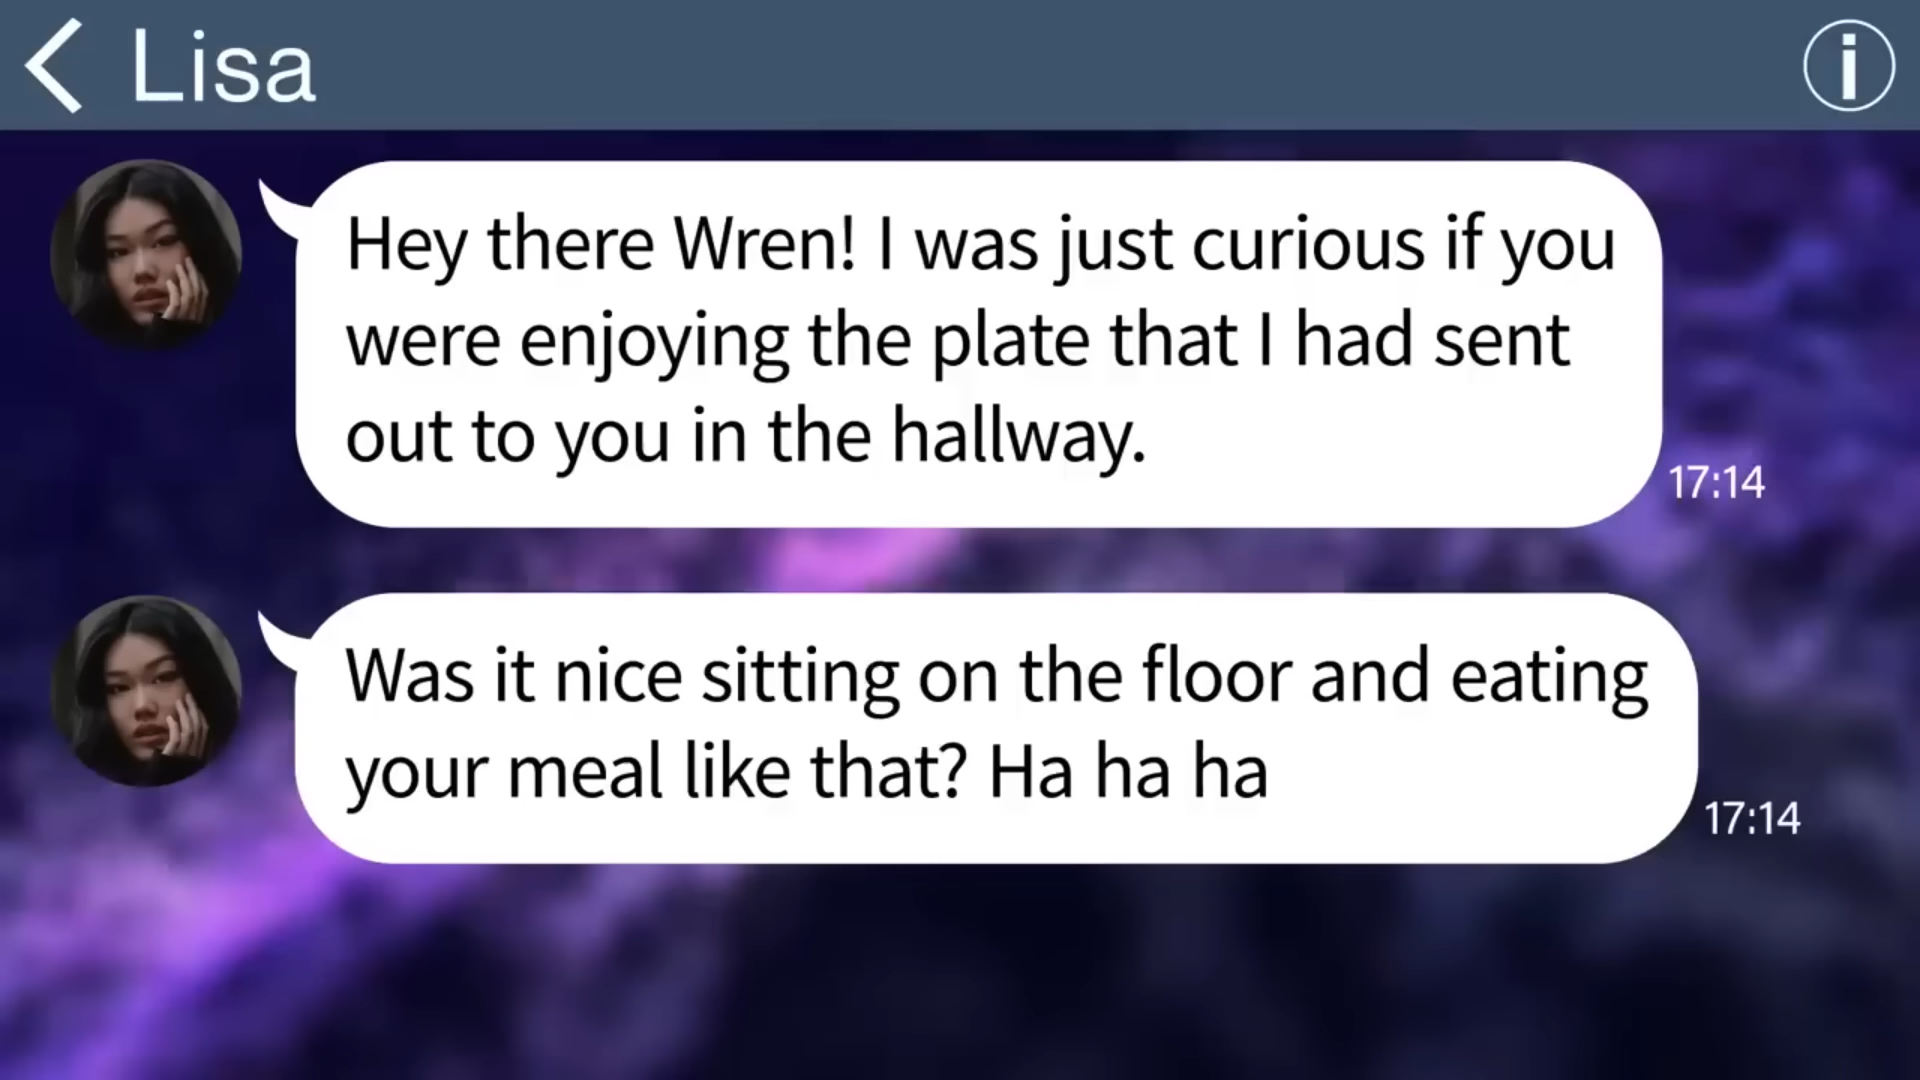 Lisa
i
Hey there Wren! I was just curious if you
were enjoying the plate that I had sent
out to you in the hallway.
17:14
Was it nice sitting on the floor and eating
your meal like that? Ha ha ha
17:14